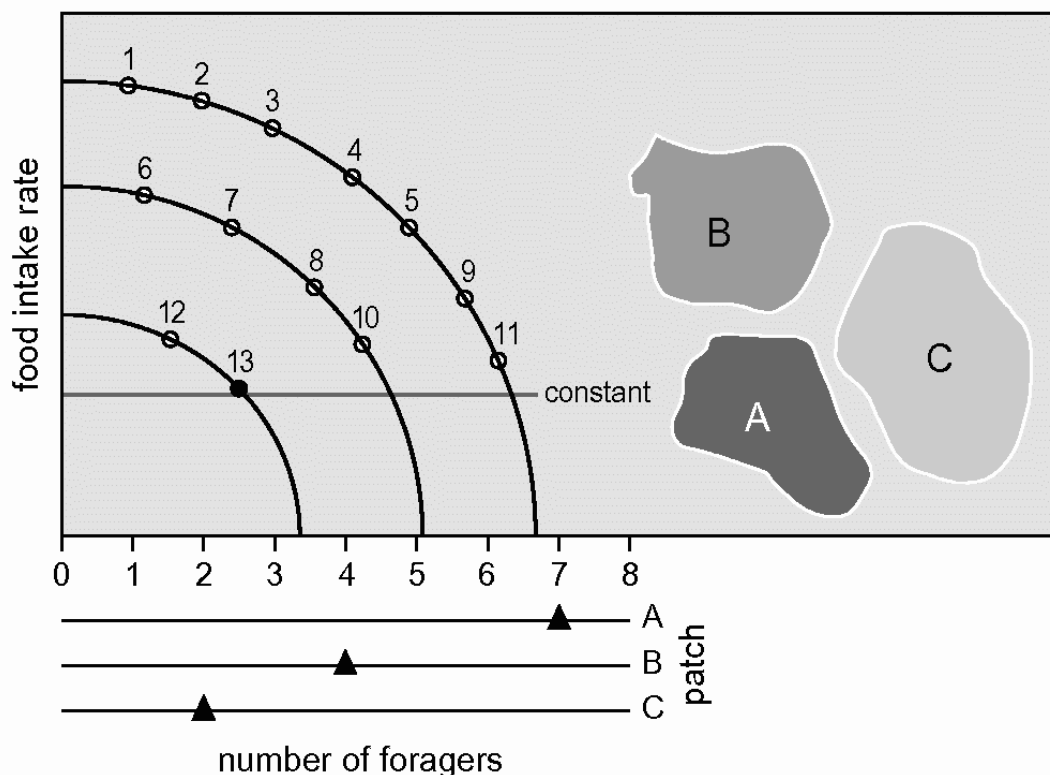 food intake rate
1
2
3
4
5
6
7
8
9
10
11
12
13
constant
B
C
A
0 1 2 3 4 5 6 7 8
A
B
C
patch
number of foragers